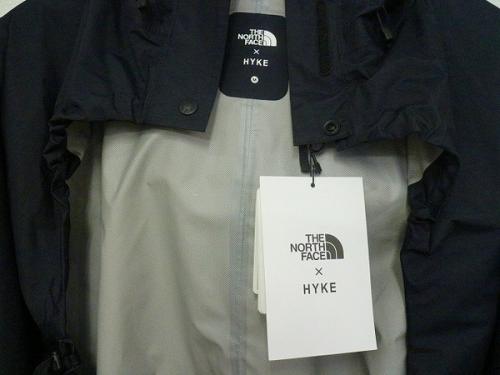 THE
NORTH
FACE
×
HYKE
M
THE
NORTH
FACE
×
HYKE